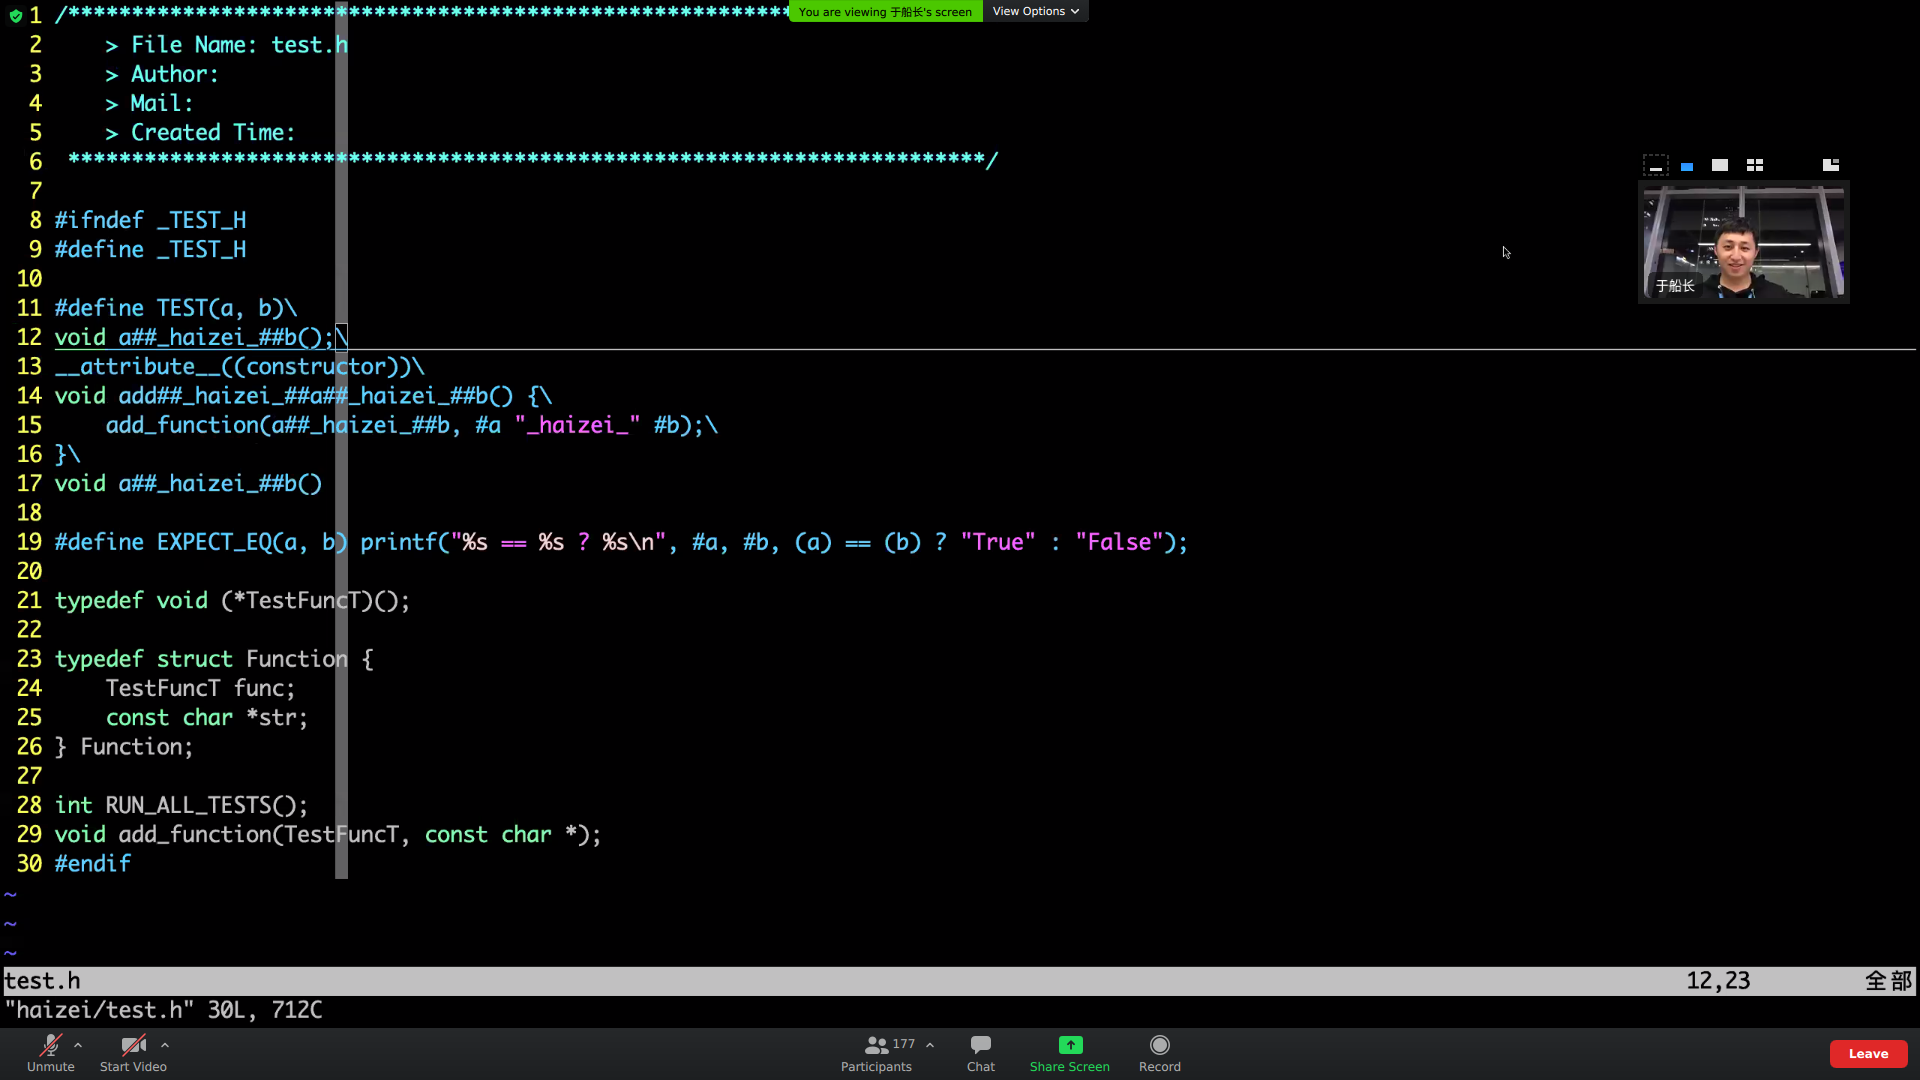 You are viewing 于船长's screen View Options
1 /************************************************************************
2     > File Name: test.h
3     > Author:
4     > Mail:
5     > Created Time:
6  ************************************************************************/
7
8 #ifndef _TEST_H
9 #define _TEST_H
10
11 #define TEST(a, b)\
12 void a##_haizei_##b();\
13 __attribute__((constructor))\
14 void add##_haizei_##a##_haizei_##b() {\
15     add_function(a##_haizei_##b, #a "_haizei_" #b);\
16 }\
17 void a##_haizei_##b()
18
19 #define EXPECT_EQ(a, b) printf("%s == %s ? %s\n", #a, #b, (a) == (b) ? "True" : "False");
20
21 typedef void (*TestFuncT)();
22
23 typedef struct Function {
24     TestFuncT func;
25     const char *str;
26 } Function;
27
28 int RUN_ALL_TESTS();
29 void add_function(TestFuncT, const char *);
30 #endif
~
~
~
于船长
test.h 12,23 全部
"haizei/test.h" 30L, 712C
Unmute Start Video 177 Participants Chat Share Screen Record Leave